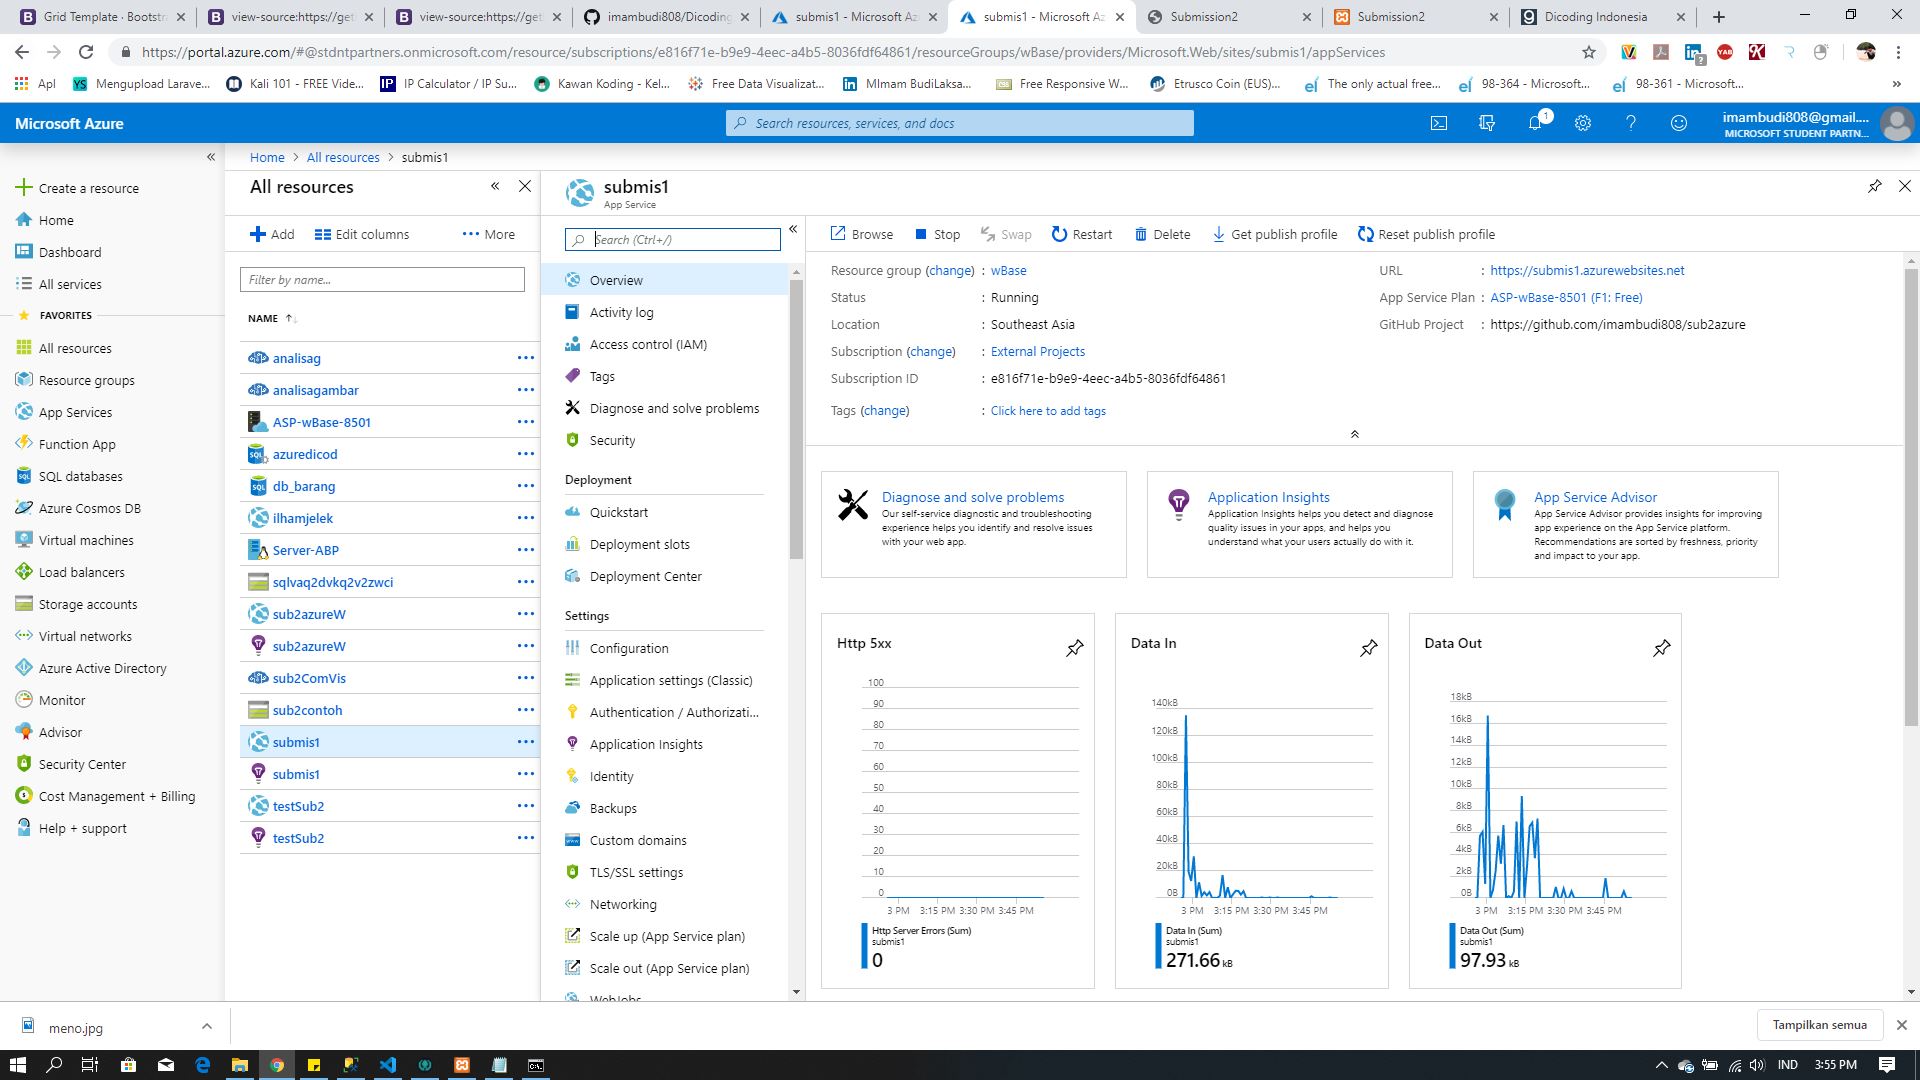 Grid Template · Bootstr
view-source:https://get
view-source:https://get
imambudi808/Dicoding
submis1 - Microsoft Az
submis1 - Microsoft Az
Submission2
Submission2
Dicoding Indonesia
https://portal.azure.com/#@stdntpartners.onmicrosoft.com/resource/subscriptions/e816f71e-b9e9-4eec-a4b5-8036fdf64861/resourceGroups/wBase/providers/Microsoft.Web/sites/submis1/appServices
Apl
Mengupload Larave...
Kali 101 - FREE Vide...
IP Calculator / IP Su...
Kawan Koding - Kel...
Free Data Visualizat...
MImam BudiLaksa...
Free Responsive W...
Etrusco Coin (EUS)...
The only actual free...
98-364 - Microsoft...
98-361 - Microsoft...
Microsoft Azure
Search resources, services, and docs
1
imambudi808@gmail....
MICROSOFT STUDENT PARTN...
Create a resource
Home
Dashboard
All services
FAVORITES
All resources
Resource groups
App Services
Function App
SQL databases
Azure Cosmos DB
Virtual machines
Load balancers
Storage accounts
Virtual networks
Azure Active Directory
Monitor
Advisor
Security Center
Cost Management + Billing
Help + support
Home > All resources > submis1
All resources
Add
Edit columns
More
Filter by name...
NAME
analisag
analisagambar
ASP-wBase-8501
azuredicod
db_barang
ilhamjelek
Server-ABP
sqlvaq2dvkq2v2zwci
sub2azureW
sub2azureW
sub2ComVis
sub2contoh
submis1
submis1
testSub2
testSub2
submis1
App Service
Search (Ctrl+/)
Overview
Activity log
Access control (IAM)
Tags
Diagnose and solve problems
Security
Deployment
Quickstart
Deployment slots
Deployment Center
Settings
Configuration
Application settings (Classic)
Authentication / Authorizati...
Application Insights
Identity
Backups
Custom domains
TLS/SSL settings
Networking
Scale up (App Service plan)
Scale out (App Service plan)
WebJobs
Browse
Stop
Swap
Restart
Delete
Get publish profile
Reset publish profile
Resource group (change) : wBase
Status : Running
Location : Southeast Asia
Subscription (change) : External Projects
Subscription ID : e816f71e-b9e9-4eec-a4b5-8036fdf64861
Tags (change) : Click here to add tags
URL : https://submis1.azurewebsites.net
App Service Plan : ASP-wBase-8501 (F1: Free)
GitHub Project : https://github.com/imambudi808/sub2azure
Diagnose and solve problems
Our self-service diagnostic and troubleshooting
experience helps you identify and resolve issues
with your web app.
Application Insights
Application Insights helps you detect and diagnose
quality issues in your apps, and helps you
understand what your users actually do with it.
App Service Advisor
App Service Advisor provides insights for improving
app experience on the App Service platform.
Recommendations are sorted by freshness, priority
and impact to your app.
Http 5xx
100
90
80
70
60
50
40
30
20
10
0
3 PM 3:15 PM 3:30 PM 3:45 PM
Http Server Errors (Sum)
submis1
0
Data In
140kB
120kB
100kB
80kB
60kB
40kB
20kB
0B
3 PM 3:15 PM 3:30 PM 3:45 PM
Data In (Sum)
submis1
271.66 kB
Data Out
18kB
16kB
14kB
12kB
10kB
8kB
6kB
4kB
2kB
0B
3 PM 3:15 PM 3:30 PM 3:45 PM
Data Out (Sum)
submis1
97.93 kB
meno.jpg
Tampilkan semua
IND
3:55 PM